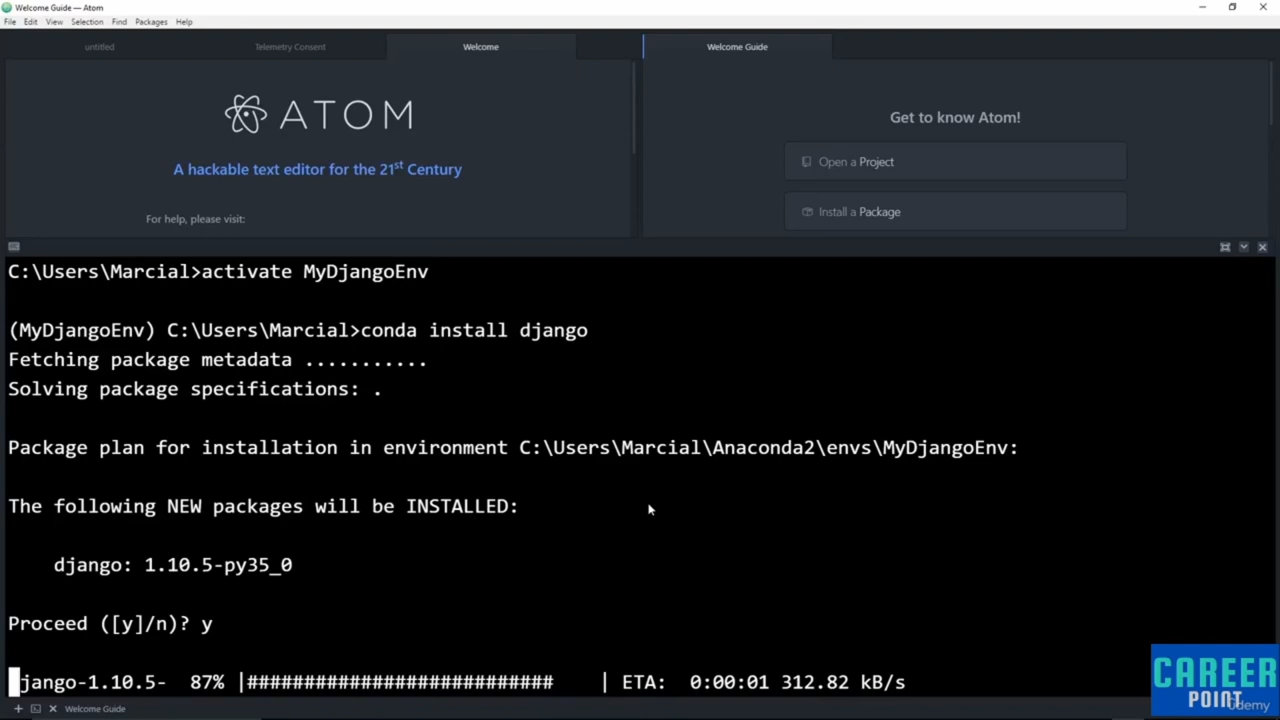 Welcome Guide — Atom
File Edit View Selection Find Packages Help
untitled Telemetry Consent Welcome Welcome Guide
ATOM
A hackable text editor for the 21st Century
For help, please visit:
Get to know Atom!
Open a Project
Install a Package
C:\Users\Marcial>activate MyDjangoEnv
(MyDjangoEnv) C:\Users\Marcial>conda install django
Fetching package metadata ...........
Solving package specifications: .
Package plan for installation in environment C:\Users\Marcial\Anaconda2\envs\MyDjangoEnv:
The following NEW packages will be INSTALLED:
django: 1.10.5-py35_0
Proceed ([y]/n)? y
jango-1.10.5- 87% |########################### | ETA: 0:00:01 312.82 kB/s
Welcome Guide
CAREER
POINT
Udemy